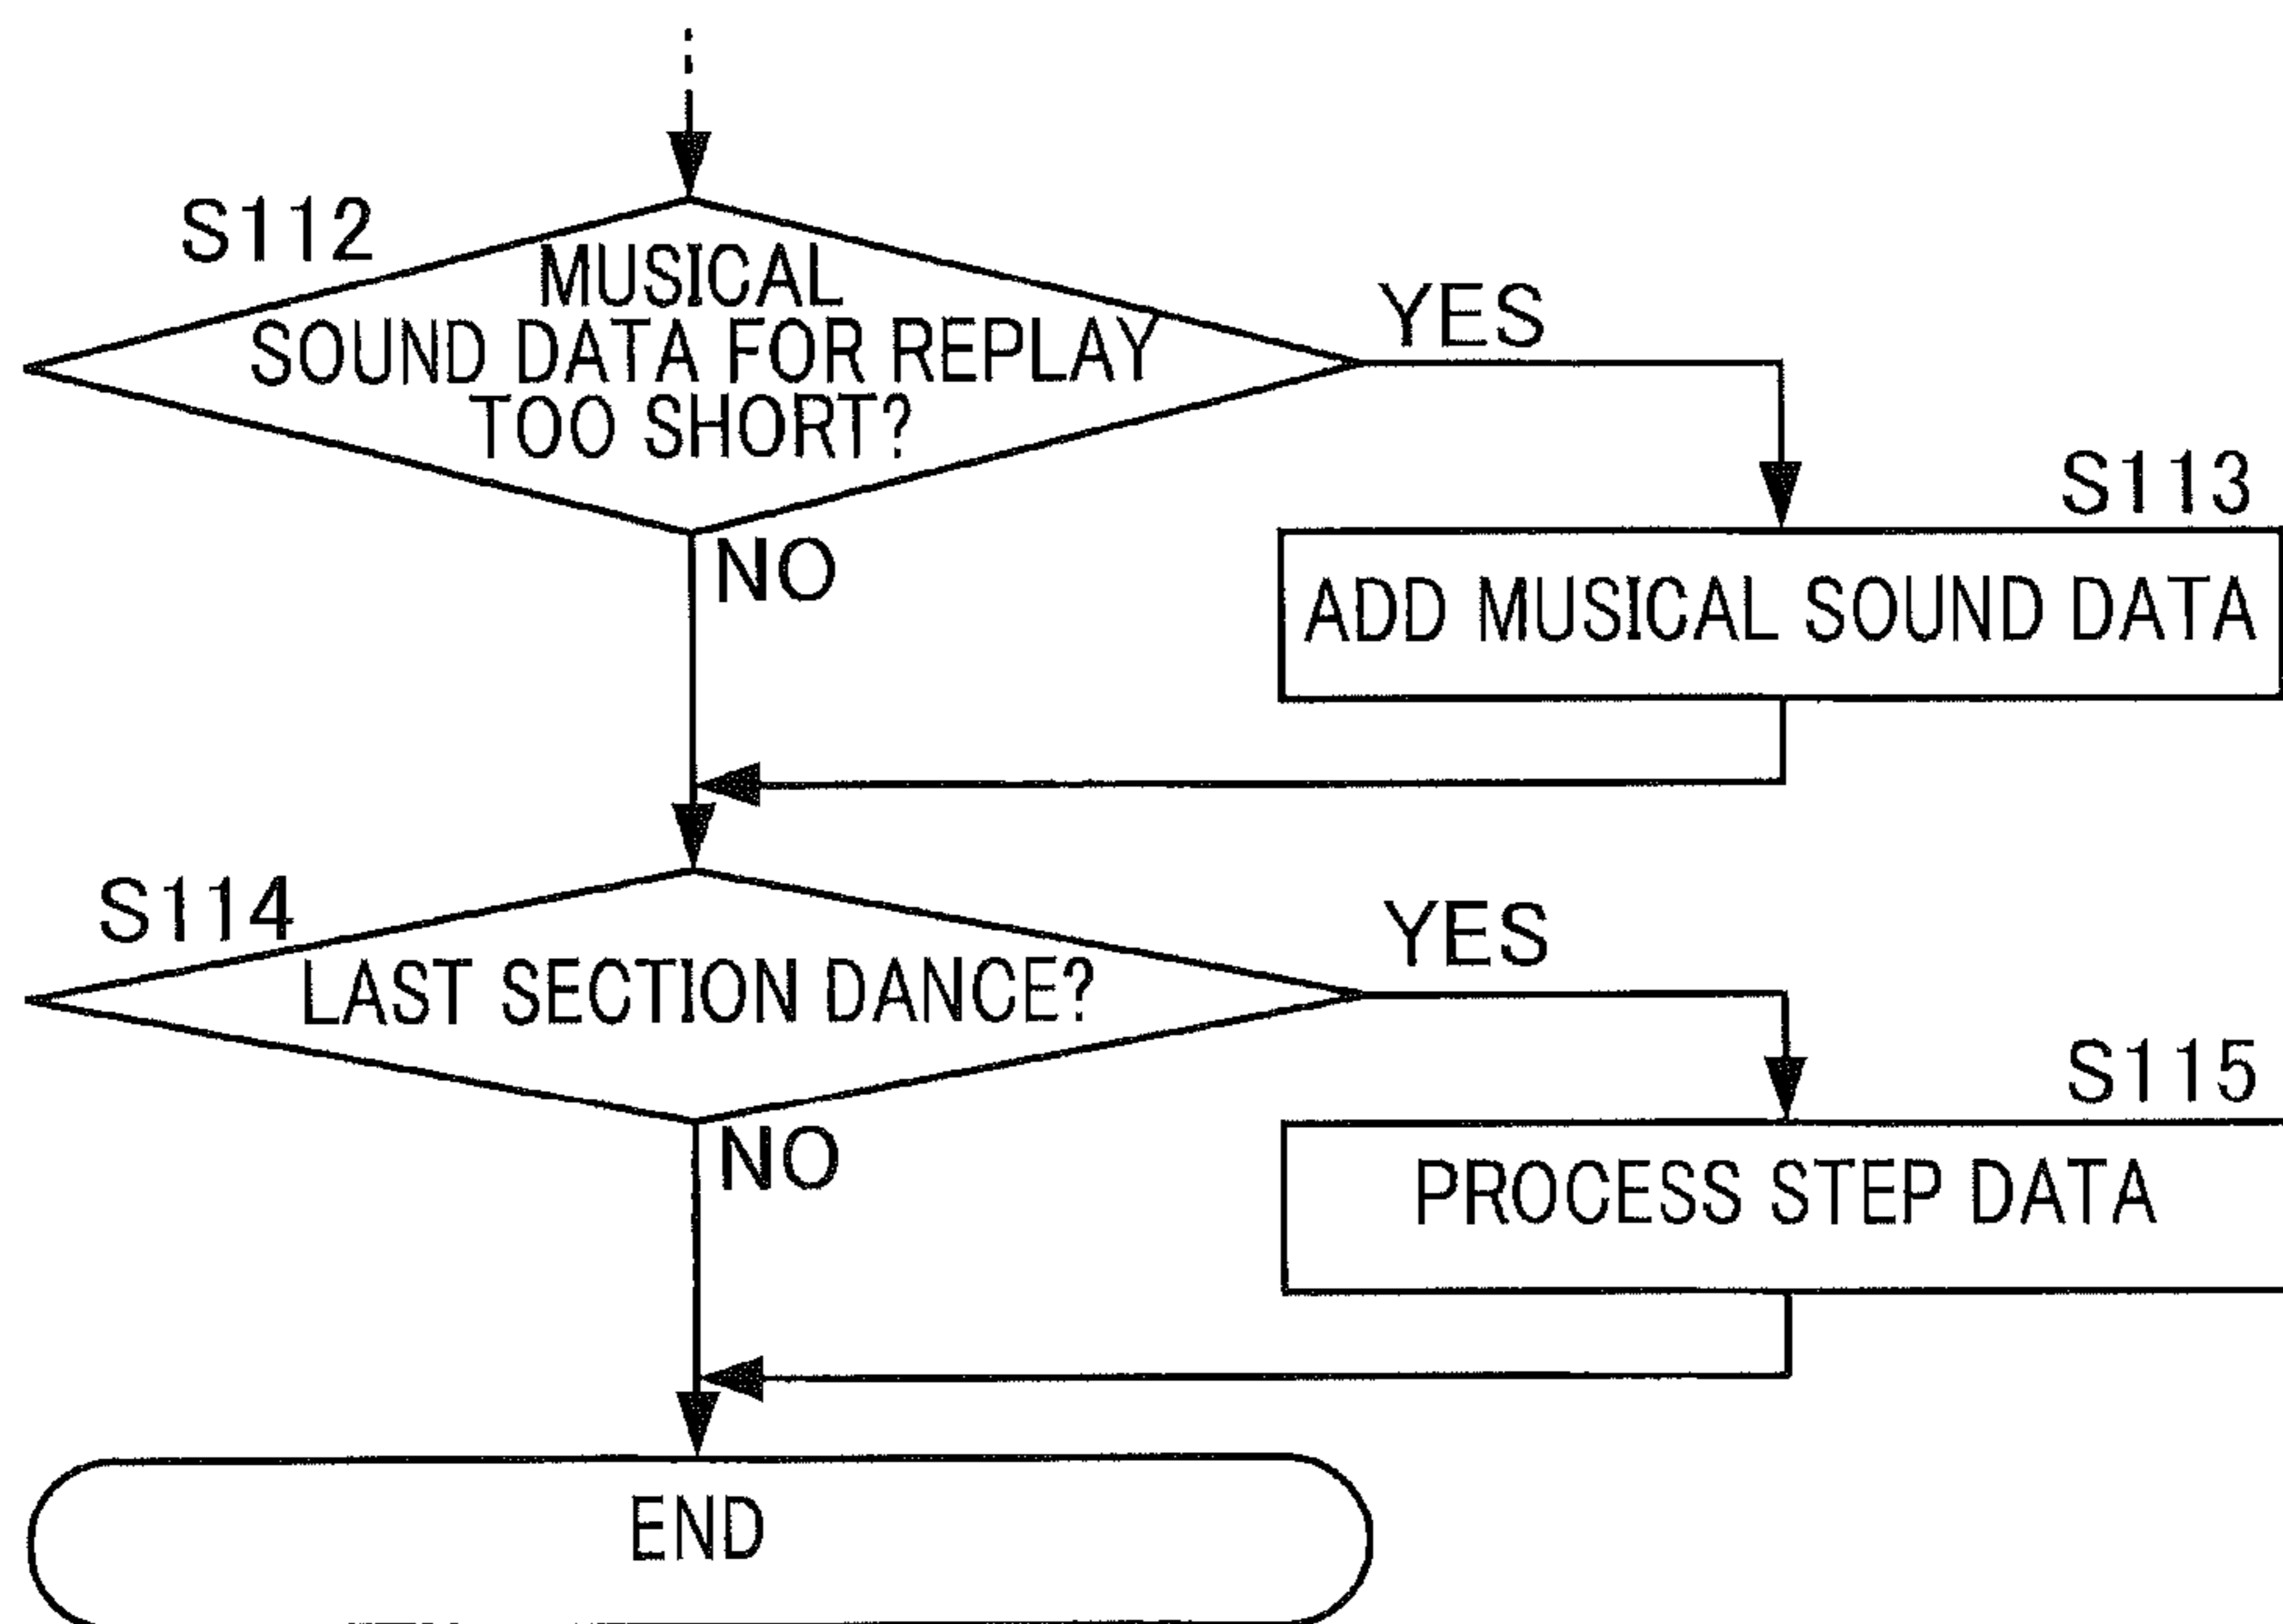 S112
MUSICAL
SOUND DATA FOR REPLAY
TOO SHORT?
YES
S113
NO
ADD MUSICAL SOUND DATA
S114
YES
LAST SECTION DANCE?
S115
NO
PROCESS STEP DATA
END